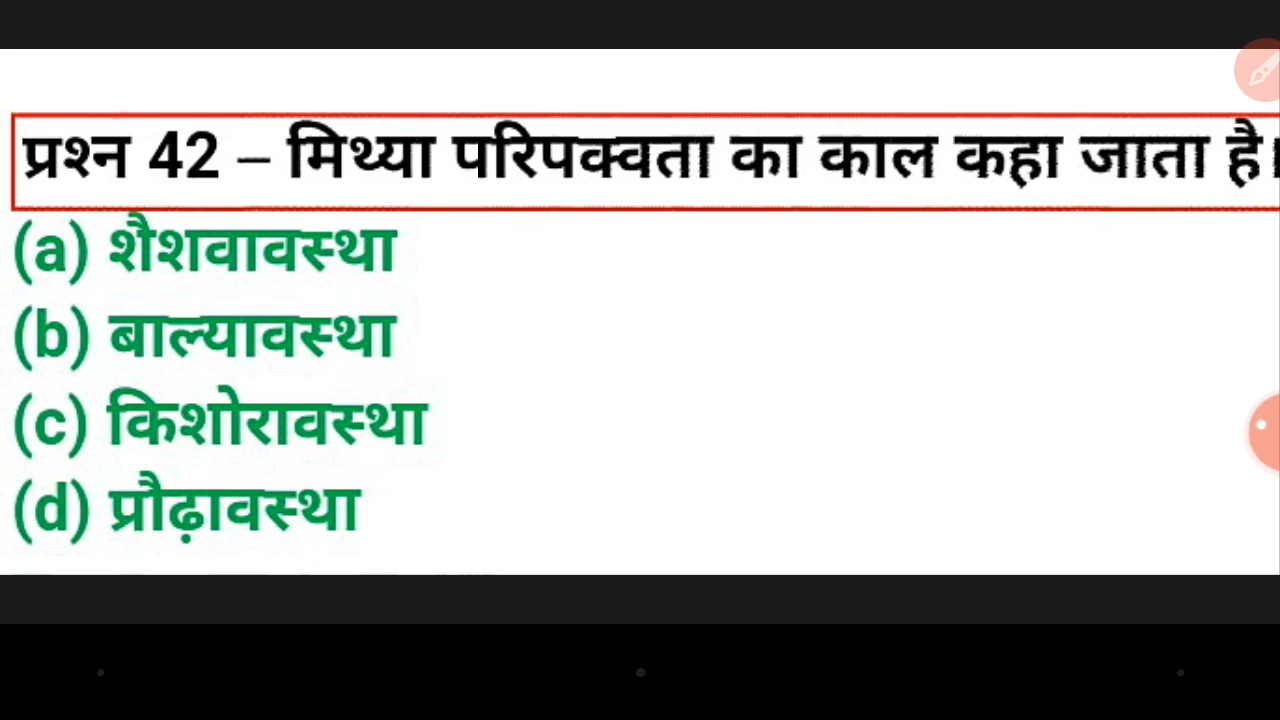 प्रश्न 42 – मिथ्या परिपक्वता का काल कहा जाता है।
(a) शैशवावस्था
(b) बाल्यावस्था
(c) किशोरावस्था
(d) प्रौढ़ावस्था